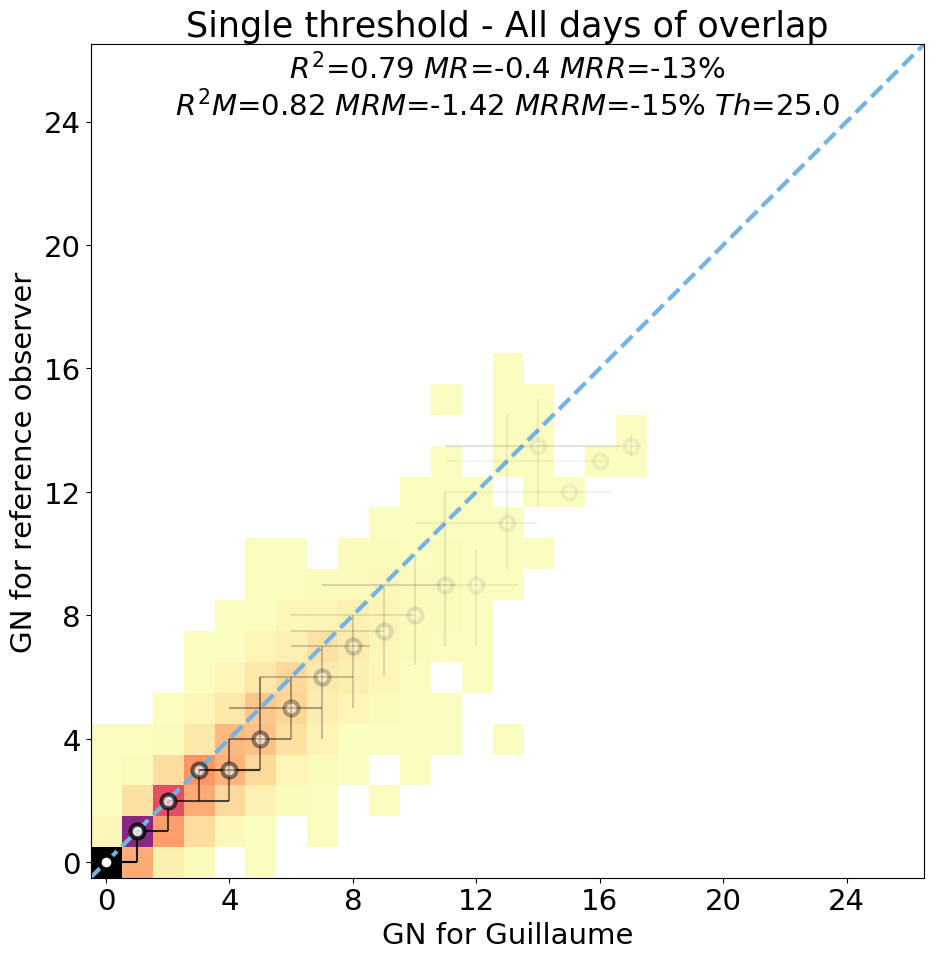 Single threshold - All days of overlap
R²=0.79 MR=-0.4 MRR=-13%
R²M=0.82 MRM=-1.42 MRRM=-15% Th=25.0
GN for reference observer
24
20
16
12
8
4
0
0 4 8 12 16 20 24
GN for Guillaume